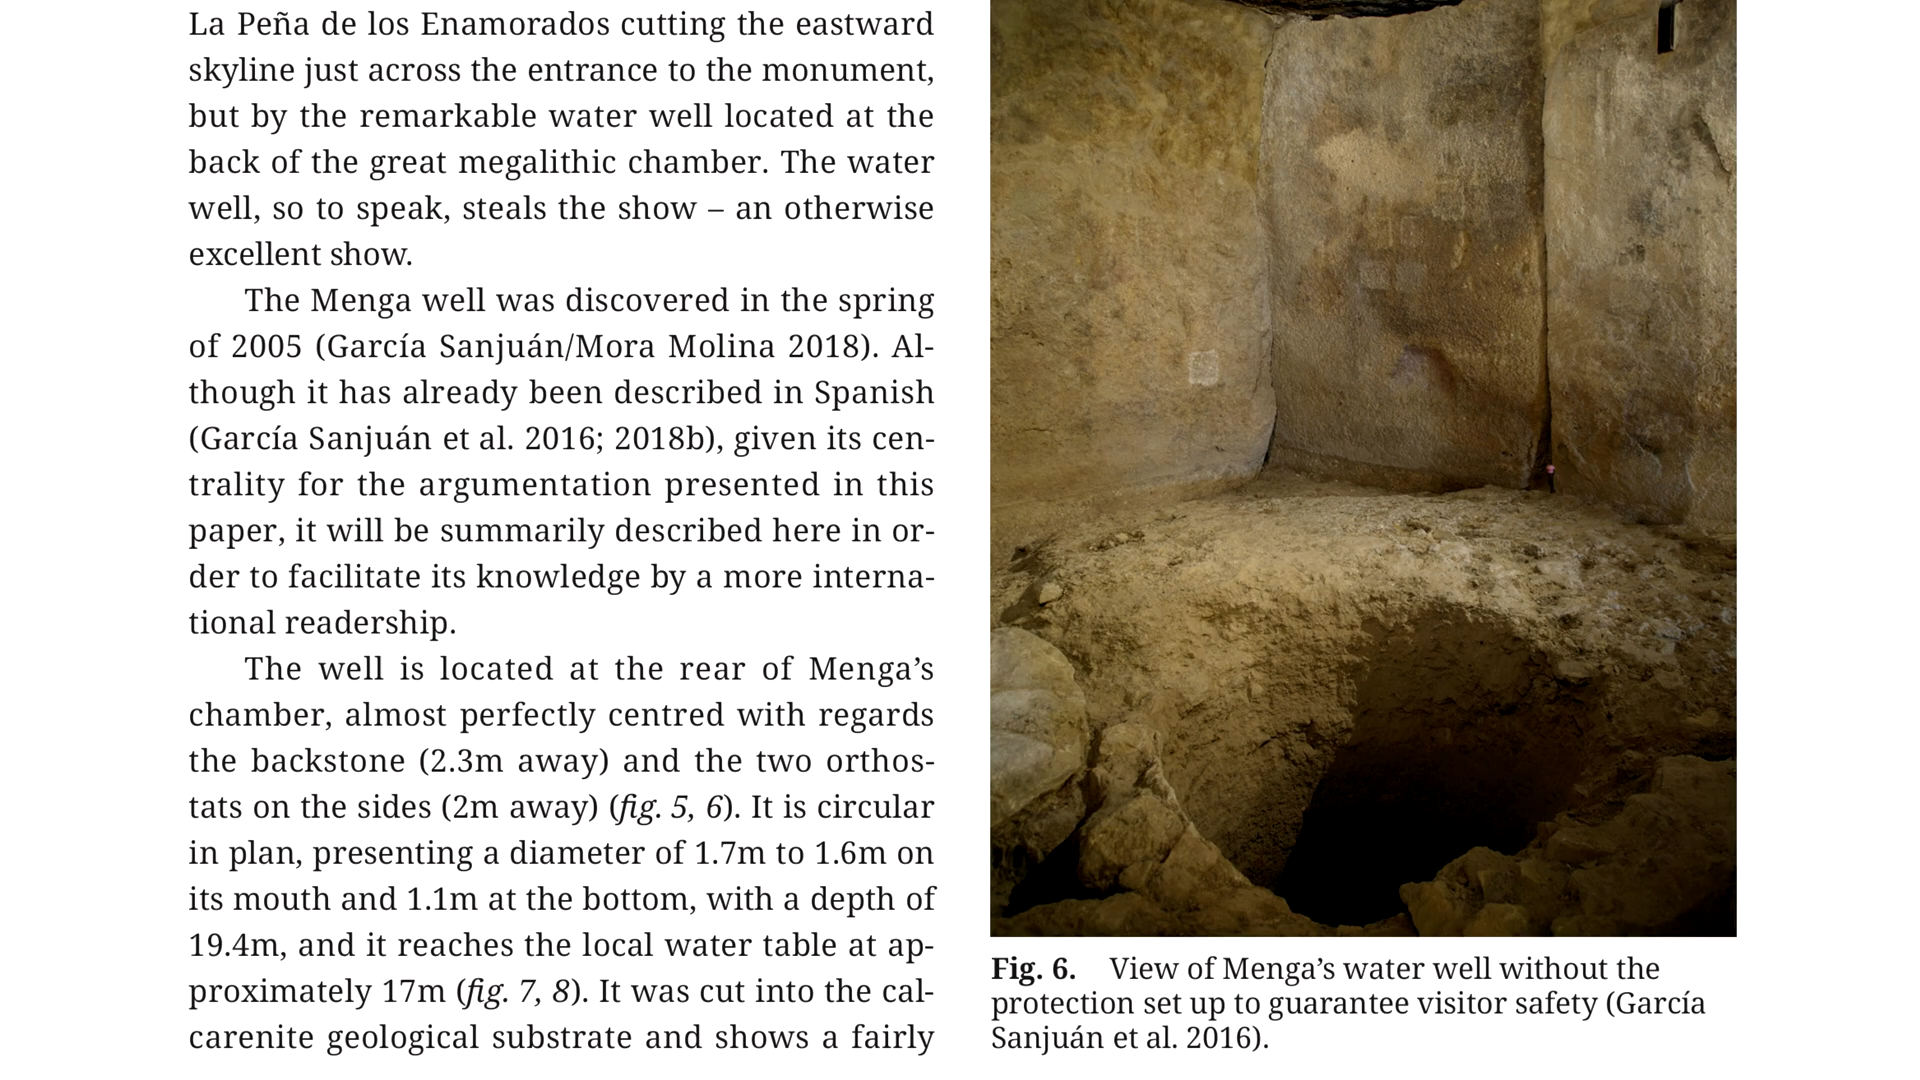 La Peña de los Enamorados cutting the eastward
skyline just across the entrance to the monument,
but by the remarkable water well located at the
back of the great megalithic chamber. The water
well, so to speak, steals the show – an otherwise
excellent show.
The Menga well was discovered in the spring
of 2005 (García Sanjuán/Mora Molina 2018). Al-
though it has already been described in Spanish
(García Sanjuán et al. 2016; 2018b), given its cen-
trality for the argumentation presented in this
paper, it will be summarily described here in or-
der to facilitate its knowledge by a more interna-
tional readership.
The well is located at the rear of Menga’s
chamber, almost perfectly centred with regards
the backstone (2.3m away) and the two orthos-
tats on the sides (2m away) (fig. 5, 6). It is circular
in plan, presenting a diameter of 1.7m to 1.6m on
its mouth and 1.1m at the bottom, with a depth of
19.4m, and it reaches the local water table at ap-
proximately 17m (fig. 7, 8). It was cut into the cal-
carenite geological substrate and shows a fairly
Fig. 6. View of Menga’s water well without the
protection set up to guarantee visitor safety (García
Sanjuán et al. 2016).